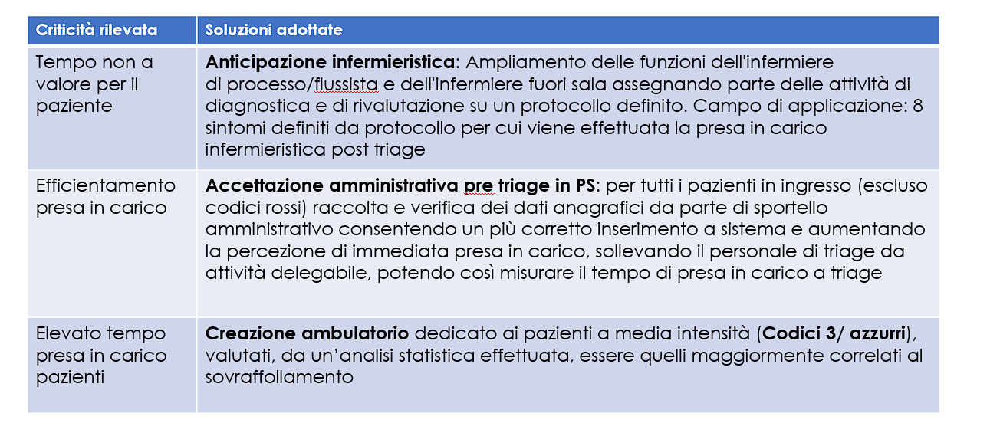 Criticità rilevata
Soluzioni adottate
Tempo non a
valore per il
paziente
Anticipazione infermieristica: Ampliamento delle funzioni dell'infermiere
di processo/flussista e dell'infermiere fuori sala assegnando parte delle attività di
diagnostica e di rivalutazione su un protocollo definito. Campo di applicazione: 8
sintomi definiti da protocollo per cui viene effettuata la presa in carico
infermieristica post triage
Efficientamento
presa in carico
Accettazione amministrativa pre triage in PS: per tutti i pazienti in ingresso (escluso
codici rossi) raccolta e verifica dei dati anagrafici da parte di sportello
amministrativo consentendo un più corretto inserimento a sistema e aumentando
la percezione di immediata presa in carico, sollevando il personale di triage da
attività delegabile, potendo così misurare il tempo di presa in carico a triage
Elevato tempo
presa in carico
pazienti
Creazione ambulatorio dedicato ai pazienti a media intensità (Codici 3/ azzurri),
valutati, da un’analisi statistica effettuata, essere quelli maggiormente correlati al
sovraffollamento